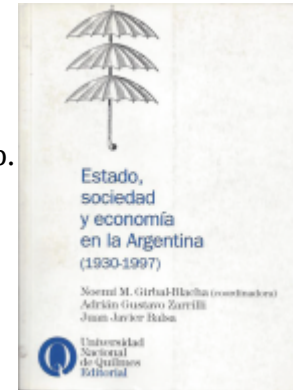 o.
Estado,
sociedad
y economía
en la Argentina
(1930-1997)
Noemí M. Girbal-Blacha (coordinadora)
Adrián Gustavo Zarrilli
Juan Javier Balsa
Universidad
Nacional
de Quilmes
Editorial